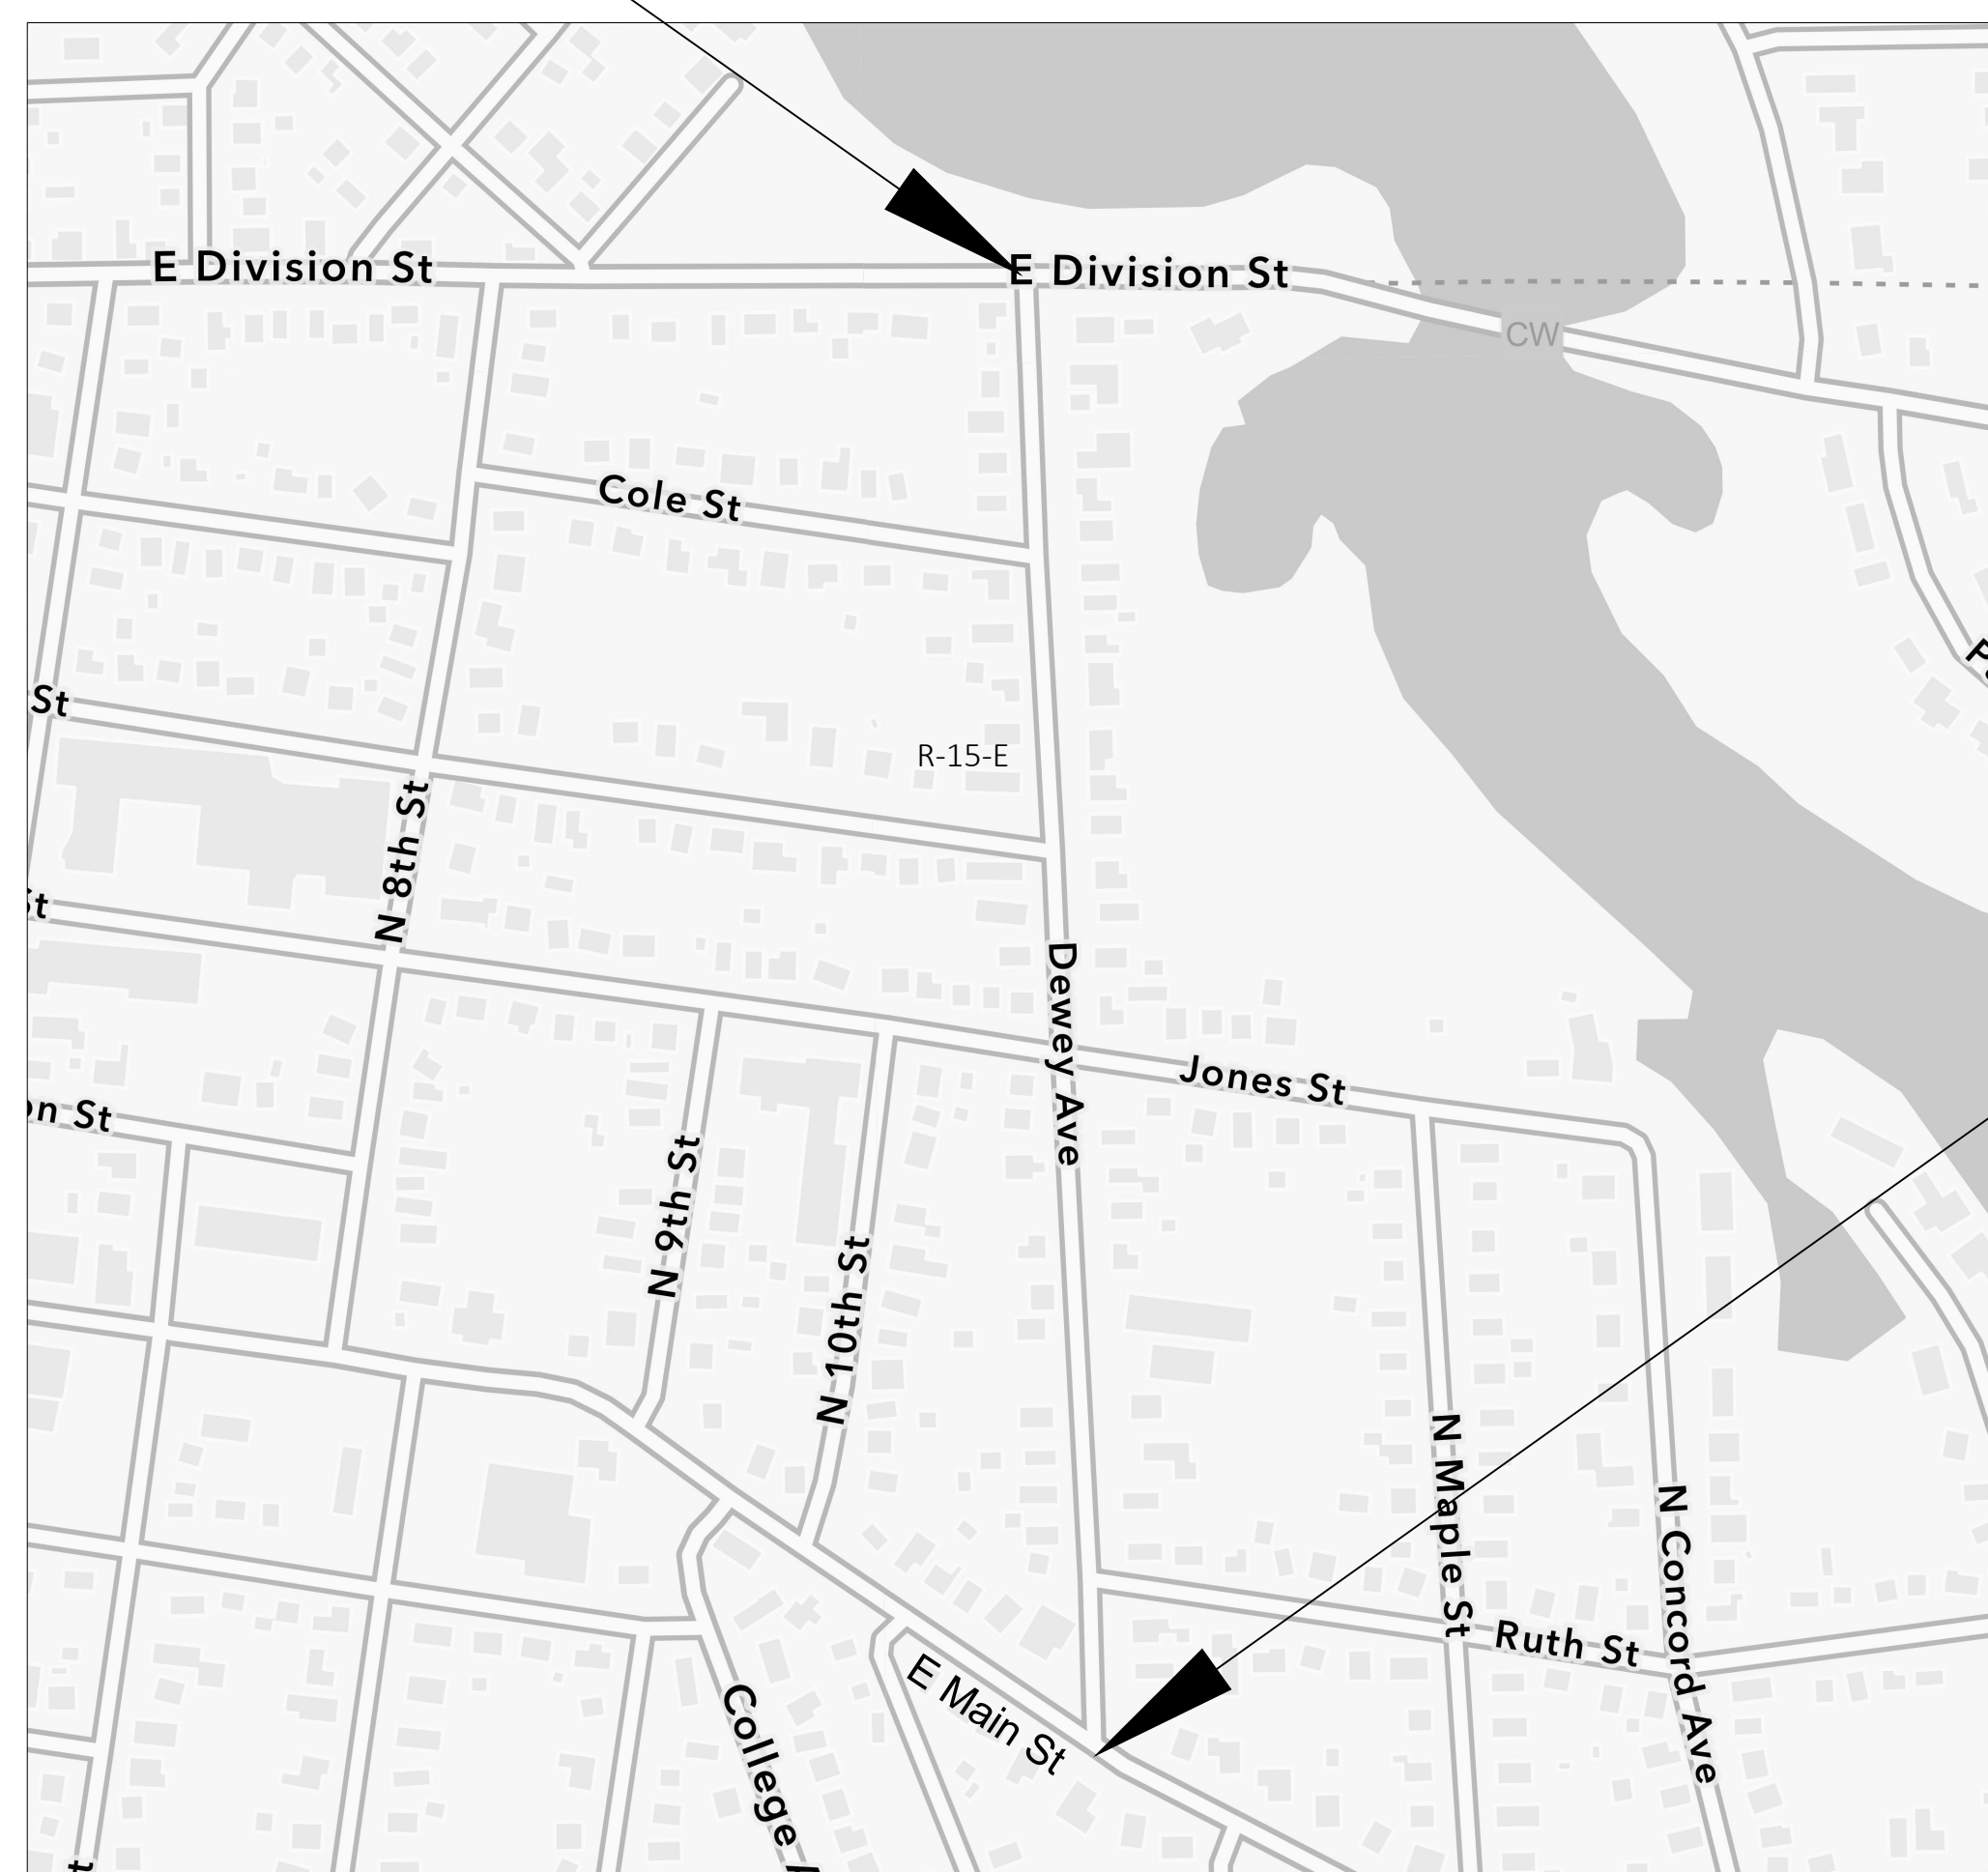 E Division St
E Division St
CW
Cole St
St
R-15-E
N 8th St
St
Dewey Ave
Jones St
on St
N 9th St
N 10th St
N Maple St
N Concord Ave
Ruth St
E Main St
College